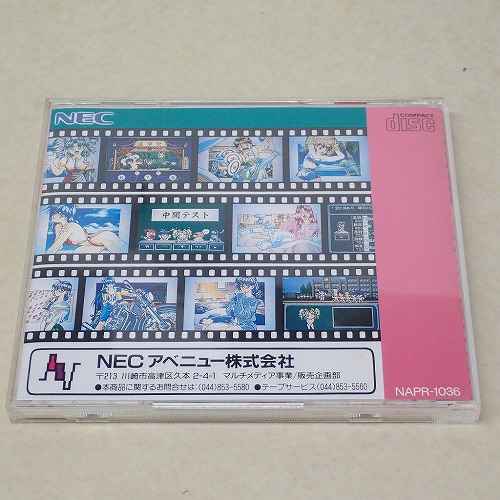 NEC
COMPACT
disc
中間テスト
NECアベニュー株式会社
〒213 川崎市高津区久本2-4-1 マルチメディア事業/販売企画部
●本商品に関するお問合せは(044)853-5580 ●テープサービス(044)853-5560
NAPR-1036